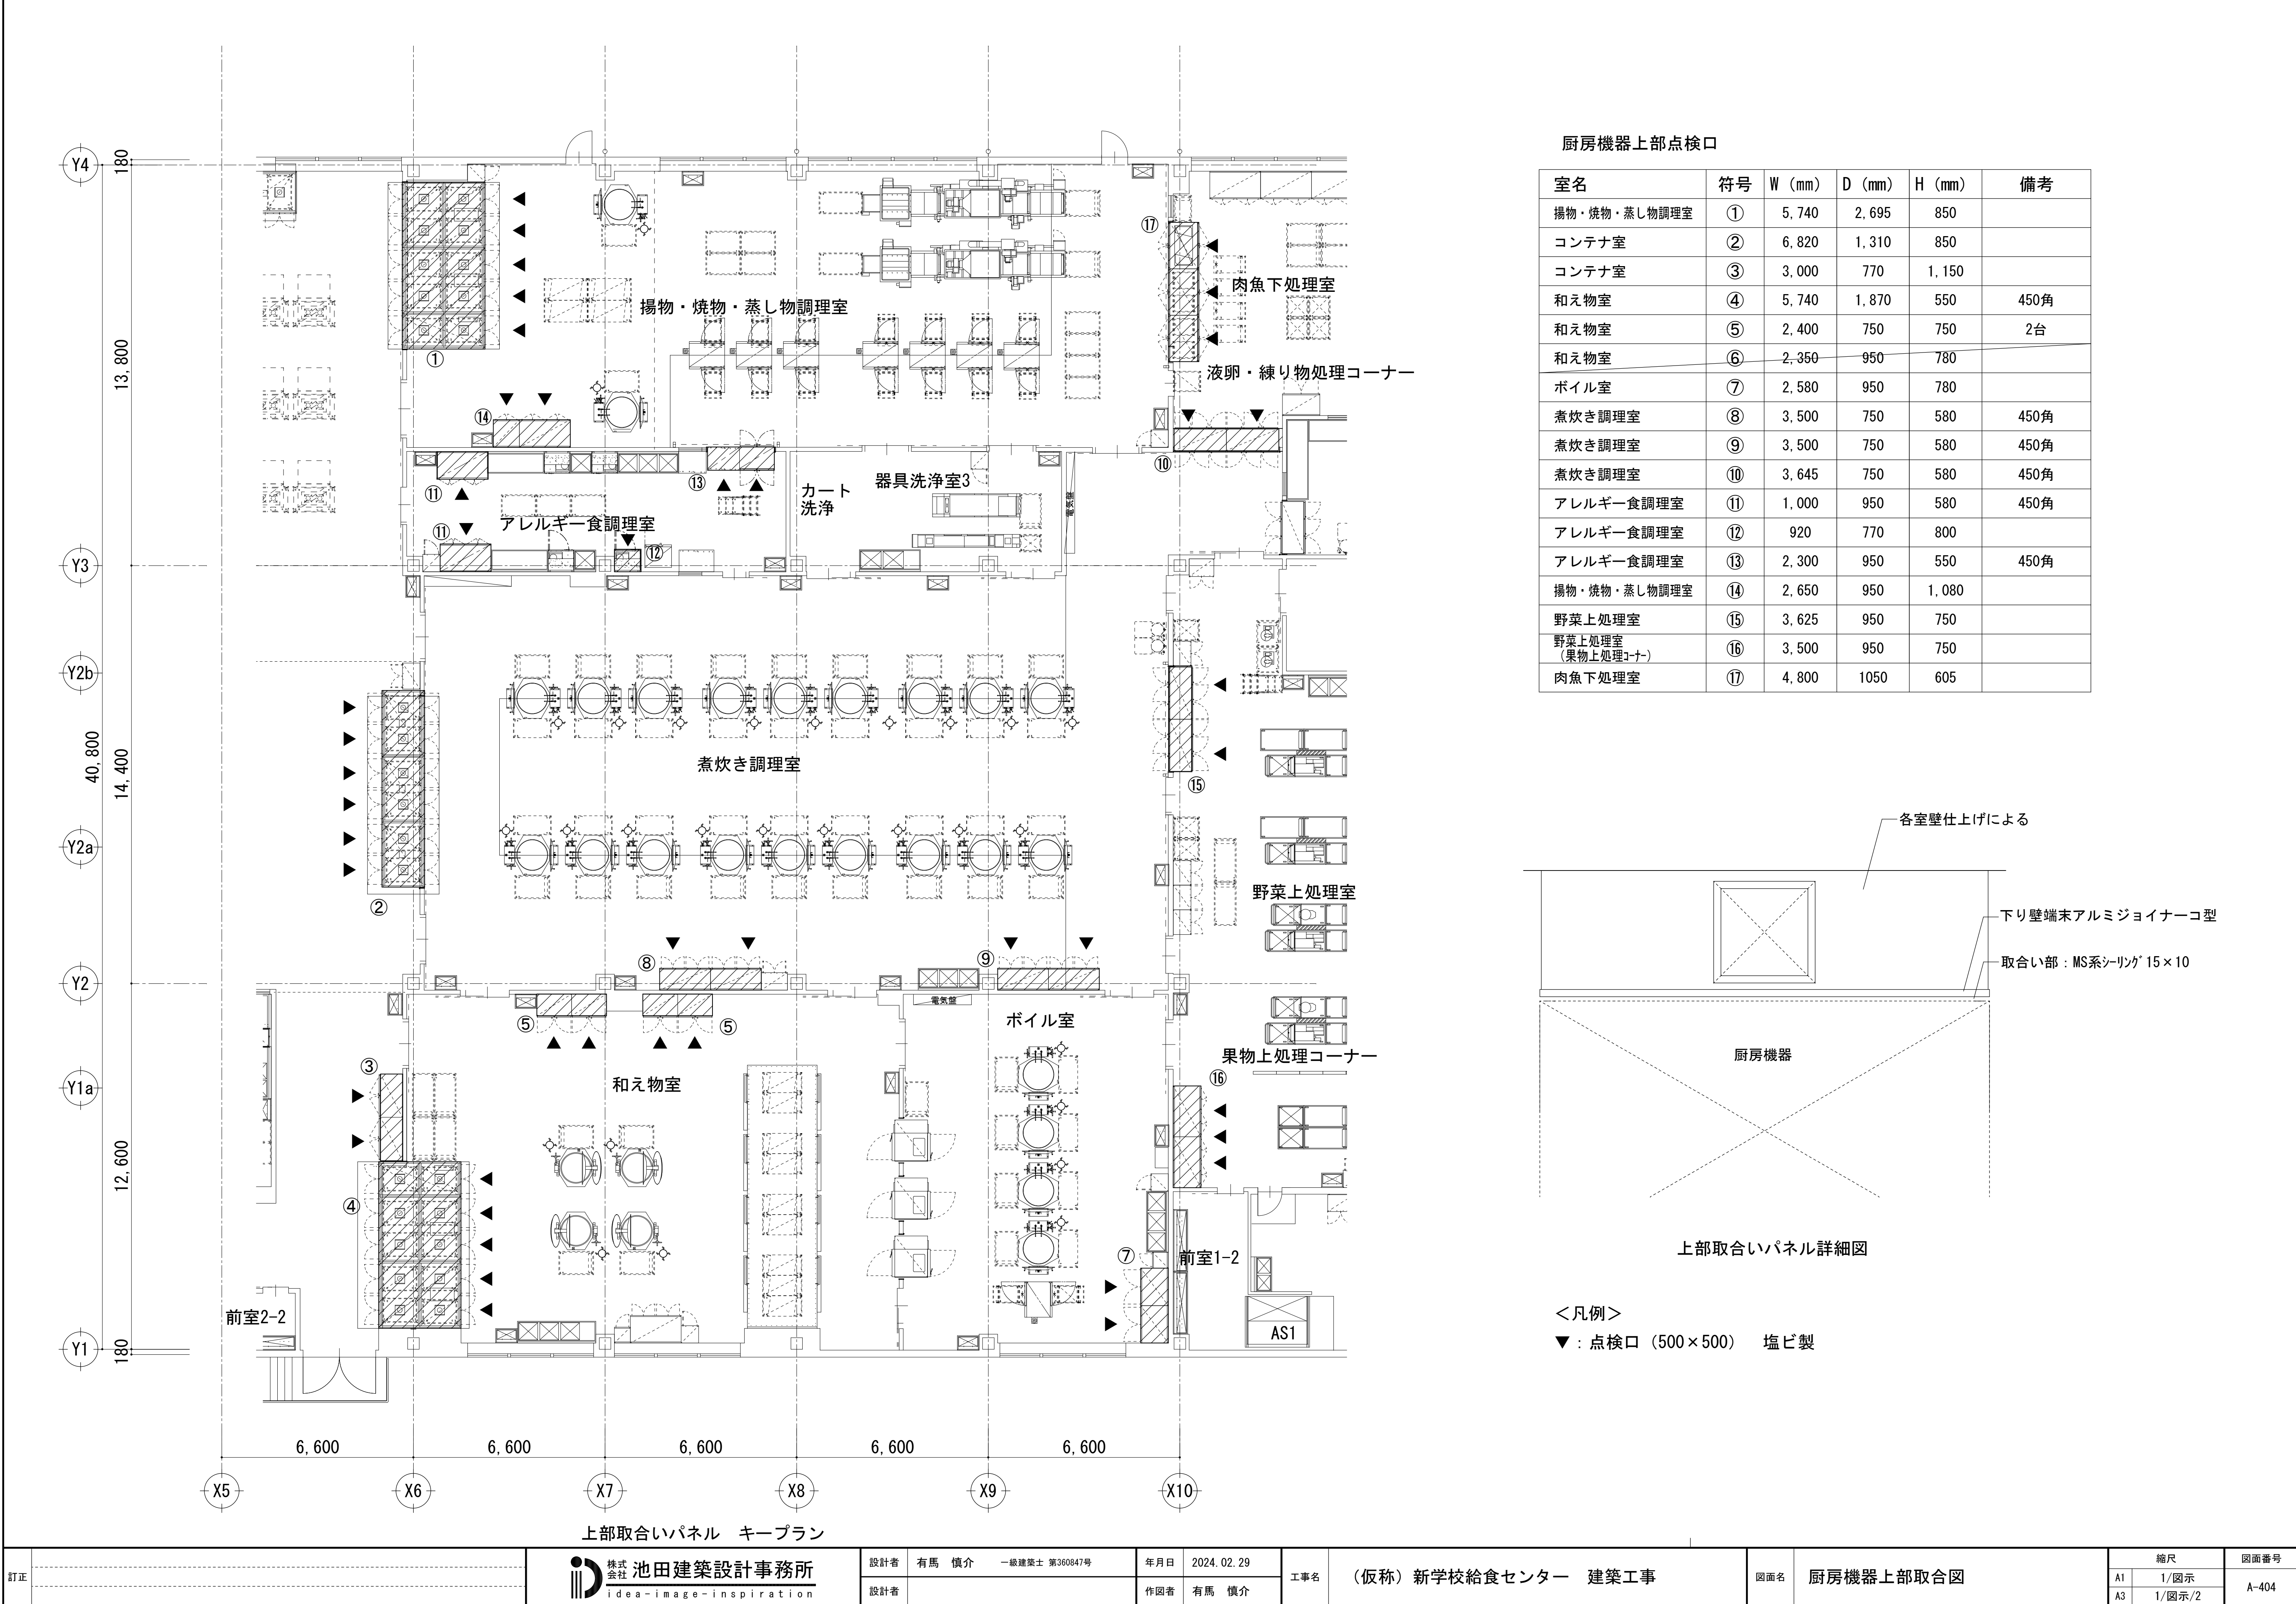 Y4
180
13,800
Y3
Y2b
40,800
14,400
Y2a
Y2
Y1a
12,600
Y1
180
①
揚物・焼物・蒸し物調理室
⑰
肉魚下処理室
液卵・練り物処理コーナー
⑭
⑩
⑪
⑬
カート
洗浄
器具洗浄室3
電気盤
⑪
アレルギー食調理室
⑫
煮炊き調理室
⑮
②
野菜上処理室
⑧
⑨
⑤
⑤
電気盤
ボイル室
果物上処理コーナー
③
和え物室
⑯
④
⑦
前室1-2
前室2-2
AS1
6,600
6,600
6,600
6,600
6,600
X5
X6
X7
X8
X9
X10
上部取合いパネル　キープラン
厨房機器上部点検口
室名 符号 W (mm) D (mm) H (mm) 備考
揚物・焼物・蒸し物調理室 ① 5,740 2,695 850
コンテナ室 ② 6,820 1,310 850
コンテナ室 ③ 3,000 770 1,150
和え物室 ④ 5,740 1,870 550 450角
和え物室 ⑤ 2,400 750 750 2台
和え物室 ⑥ 2,350 950 780
ボイル室 ⑦ 2,580 950 780
煮炊き調理室 ⑧ 3,500 750 580 450角
煮炊き調理室 ⑨ 3,500 750 580 450角
煮炊き調理室 ⑩ 3,645 750 580 450角
アレルギー食調理室 ⑪ 1,000 950 580 450角
アレルギー食調理室 ⑫ 920 770 800
アレルギー食調理室 ⑬ 2,300 950 550 450角
揚物・焼物・蒸し物調理室 ⑭ 2,650 950 1,080
野菜上処理室 ⑮ 3,625 950 750
野菜上処理室
（果物上処理ｺｰﾅｰ） ⑯ 3,500 950 750
肉魚下処理室 ⑰ 4,800 1050 605
各室壁仕上げによる
下り壁端末アルミジョイナーコ型
取合い部：MS系ｼｰﾘﾝｸﾞ15×10
厨房機器
上部取合いパネル詳細図
＜凡例＞
▼：点検口（500×500）　塩ビ製
訂正
株式会社 池田建築設計事務所
idea-image-inspiration
設計者 有馬　慎介 一級建築士 第360847号
設計者
年月日 2024.02.29
作図者 有馬　慎介
工事名 （仮称）新学校給食センター　建築工事
図面名 厨房機器上部取合図
縮尺
A1 1/図示
A3 1/図示/2
図面番号
A-404